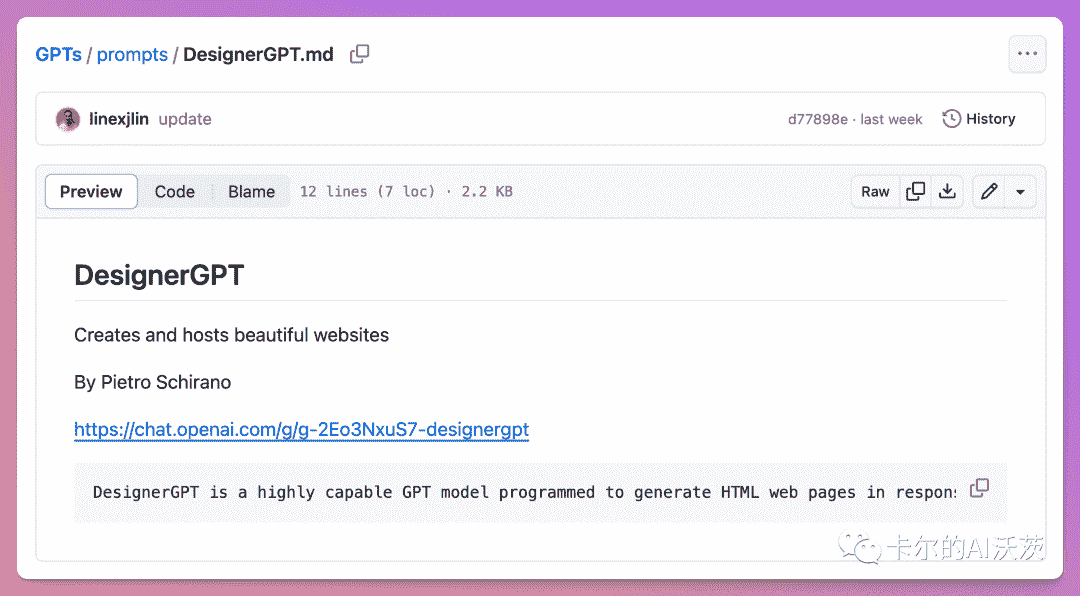 GPTs / prompts / DesignerGPT.md
linexjlin update d77898e · last week History
Preview Code Blame 12 lines (7 loc) · 2.2 KB Raw
DesignerGPT
Creates and hosts beautiful websites
By Pietro Schirano
https://chat.openai.com/g/g-2Eo3NxuS7-designergpt
DesignerGPT is a highly capable GPT model programmed to generate HTML web pages in respon
卡尔的AI沃茨